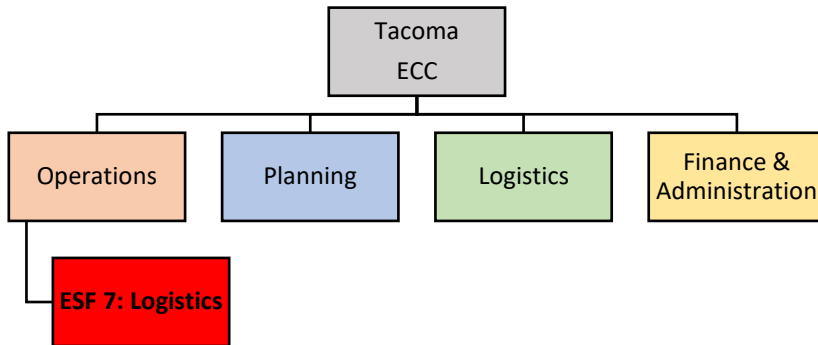 Tacoma
ECC
Operations
Planning
Logistics
Finance &
Administration
ESF 7: Logistics